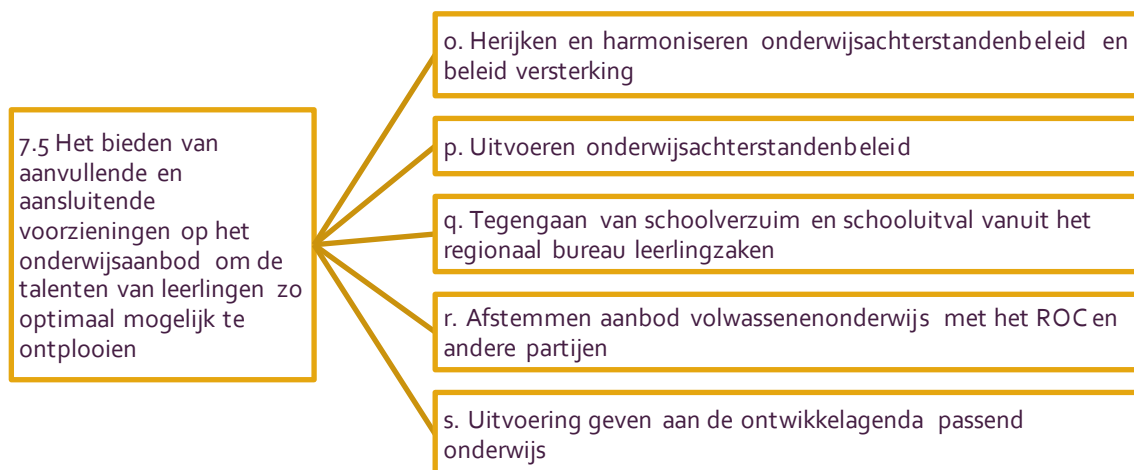 7.5 Het bieden van
aanvullende en
aansluitende
voorzieningen op het
onderwijsaanbod om de
talenten van leerlingen zo
optimaal mogelijk te
ontplooien
o. Herijken en harmoniseren onderwijsachterstandenbeleid en
beleid versterking
p. Uitvoeren onderwijsachterstandenbeleid
q. Tegengaan van schoolverzuim en schooluitval vanuit het
regionaal bureau leerlingzaken
r. Afstemmen aanbod volwassenenonderwijs met het ROC en
andere partijen
s. Uitvoering geven aan de ontwikkelagenda passend
onderwijs